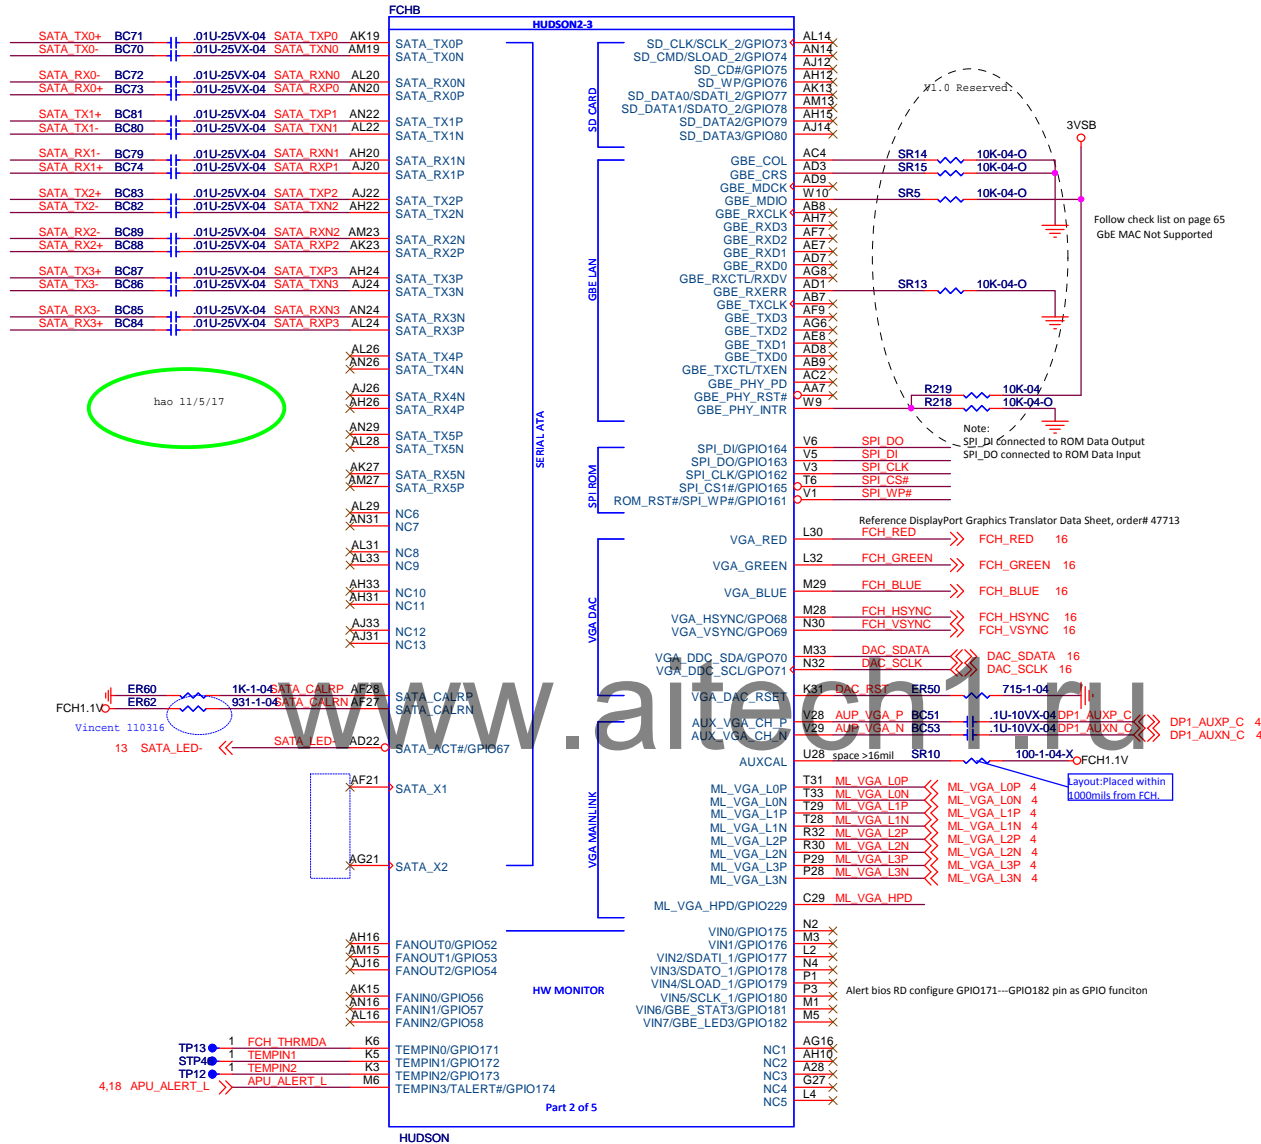 FCHB
HUDSON2-3
SATA_TX0+ BC71 .01U-25VX-04 SATA_TXP0 AK19 SATA_TX0P
SATA_TX0- BC70 .01U-25VX-04 SATA_TXN0 AM19 SATA_TX0N
SATA_RX0- BC72 .01U-25VX-04 SATA_RXN0 AL20 SATA_RX0N
SATA_RX0+ BC73 .01U-25VX-04 SATA_RXP0 AN20 SATA_RX0P
SATA_TX1+ BC81 .01U-25VX-04 SATA_TXP1 AN22 SATA_TX1P
SATA_TX1- BC80 .01U-25VX-04 SATA_TXN1 AL22 SATA_TX1N
SATA_RX1- BC79 .01U-25VX-04 SATA_RXN1 AH20 SATA_RX1N
SATA_RX1+ BC74 .01U-25VX-04 SATA_RXP1 AJ20 SATA_RX1P
SATA_TX2+ BC83 .01U-25VX-04 SATA_TXP2 AJ22 SATA_TX2P
SATA_TX2- BC82 .01U-25VX-04 SATA_TXN2 AH22 SATA_TX2N
SATA_RX2- BC89 .01U-25VX-04 SATA_RXN2 AM23 SATA_RX2N
SATA_RX2+ BC88 .01U-25VX-04 SATA_RXP2 AK23 SATA_RX2P
SATA_TX3+ BC87 .01U-25VX-04 SATA_TXP3 AH24 SATA_TX3P
SATA_TX3- BC86 .01U-25VX-04 SATA_TXN3 AJ24 SATA_TX3N
SATA_RX3- BC85 .01U-25VX-04 SATA_RXN3 AN24 SATA_RX3N
SATA_RX3+ BC84 .01U-25VX-04 SATA_RXP3 AL24 SATA_RX3P
AL26 SATA_TX4P
AN26 SATA_TX4N
AJ26 SATA_RX4N
AH26 SATA_RX4P
hao 11/5/17
AN29 SATA_TX5P
AL28 SATA_TX5N
AK27 SATA_RX5N
AM27 SATA_RX5P
AL29 NC6
AN31 NC7
AL31 NC8
AL33 NC9
AH33 NC10
AH31 NC11
AJ33 NC12
AJ31 NC13
ER60 1K-1-04 SATA_CALRP AF28 SATA_CALRP
FCH1.1V ER62 931-1-04 SATA_CALRN AF27 SATA_CALRN
Vincent 110316
13 SATA_LED- SATA_LED- AD22 SATA_ACT#/GPIO67
AF21 SATA_X1
AG21 SATA_X2
AH16 FANOUT0/GPIO52
AM15 FANOUT1/GPIO53
AJ16 FANOUT2/GPIO54
AK15 FANIN0/GPIO56
AN16 FANIN1/GPIO57
AL16 FANIN2/GPIO58
TP13 1 FCH_THRMDA K6 TEMPIN0/GPIO171
STP4 1 TEMPIN1 K5 TEMPIN1/GPIO172
TP12 1 TEMPIN2 K3 TEMPIN2/GPIO173
4,18 APU_ALERT_L APU_ALERT_L M6 TEMPIN3/TALERT#/GPIO174
SERIAL ATA
SD CARD
GBE LAN
SPI ROM
VGA DAC
VGA MAINLINK
HW MONITOR
Part 2 of 5
HUDSON
SD_CLK/SCLK_2/GPIO73 AL14
SD_CMD/SLOAD_2/GPIO74 AN14
SD_CD#/GPIO75 AJ12
SD_WP/GPIO76 AH12
SD_DATA0/SDATI_2/GPIO77 AK13
SD_DATA1/SDATO_2/GPIO78 AM13
SD_DATA2/GPIO79 AH15
SD_DATA3/GPIO80 AJ14
V1.0 Reserved.
3VSB
GBE_COL AC4 SR14 10K-04-O
GBE_CRS AD3 SR15 10K-04-O
GBE_MDCK AD9
GBE_MDIO W10 SR5 10K-04-O
GBE_RXCLK AB8
GBE_RXD3 AH7
GBE_RXD2 AF7
GBE_RXD1 AE7
GBE_RXD0 AD7
GBE_RXCTL/RXDV AG8
GBE_RXERR AD1 SR13 10K-04-O
GBE_TXCLK AB7
GBE_TXD3 AF9
GBE_TXD2 AG6
GBE_TXD1 AE8
GBE_TXD0 AD8
GBE_TXCTL/TXEN AB9
GBE_PHY_PD AC2
GBE_PHY_RST# AA7 R219 10K-04
GBE_PHY_INTR W9 R218 10K-04-O
Follow check list on page 65
GbE MAC Not Supported
Note:
SPI_DI connected to ROM Data Output
SPI_DO connected to ROM Data Input
SPI_DI/GPIO164 V6 SPI_DO
SPI_DO/GPIO163 V5 SPI_DI
SPI_CLK/GPIO162 V3 SPI_CLK
SPI_CS1#/GPIO165 T6 SPI_CS#
ROM_RST#/SPI_WP#/GPIO161 V1 SPI_WP#
Reference DisplayPort Graphics Translator Data Sheet, order# 47713
VGA_RED L30 FCH_RED FCH_RED 16
VGA_GREEN L32 FCH_GREEN FCH_GREEN 16
VGA_BLUE M29 FCH_BLUE FCH_BLUE 16
VGA_HSYNC/GPO68 M28 FCH_HSYNC FCH_HSYNC 16
VGA_VSYNC/GPO69 N30 FCH_VSYNC FCH_VSYNC 16
VGA_DDC_SDA/GPO70 M33 DAC_SDATA DAC_SDATA 16
VGA_DDC_SCL/GPO71 N32 DAC_SCLK DAC_SCLK 16
VGA_DAC_RSET K31 DAC_RST ER50 715-1-04
AUX_VGA_CH_P V28 AUP_VGA_P BC51 .1U-10VX-04 DP1_AUXP_C DP1_AUXP_C 4
AUX_VGA_CH_N V29 AUP_VGA_N BC53 .1U-10VX-04 DP1_AUXN_C DP1_AUXN_C 4
AUXCAL U28 space >16mil SR10 100-1-04-X FCH1.1V
Layout:Placed within
1000mils from FCH.
ML_VGA_L0P T31 ML_VGA_L0P ML_VGA_L0P 4
ML_VGA_L0N T33 ML_VGA_L0N ML_VGA_L0N 4
ML_VGA_L1P T29 ML_VGA_L1P ML_VGA_L1P 4
ML_VGA_L1N T28 ML_VGA_L1N ML_VGA_L1N 4
ML_VGA_L2P R32 ML_VGA_L2P ML_VGA_L2P 4
ML_VGA_L2N R30 ML_VGA_L2N ML_VGA_L2N 4
ML_VGA_L3P P29 ML_VGA_L3P ML_VGA_L3P 4
ML_VGA_L3N P28 ML_VGA_L3N ML_VGA_L3N 4
ML_VGA_HPD/GPIO229 C29 ML_VGA_HPD
VIN0/GPIO175 N2
VIN1/GPIO176 M3
VIN2/SDATI_1/GPIO177 L2
VIN3/SDATO_1/GPIO178 N4
VIN4/SLOAD_1/GPIO179 P1
VIN5/SCLK_1/GPIO180 P3
VIN6/GBE_STAT3/GPIO181 M1
VIN7/GBE_LED3/GPIO182 M5
Alert bios RD configure GPIO171---GPIO182 pin as GPIO funciton
NC1 AG16
NC2 AH10
NC3 A28
NC4 G27
NC5 L4
www.aitech1.ru